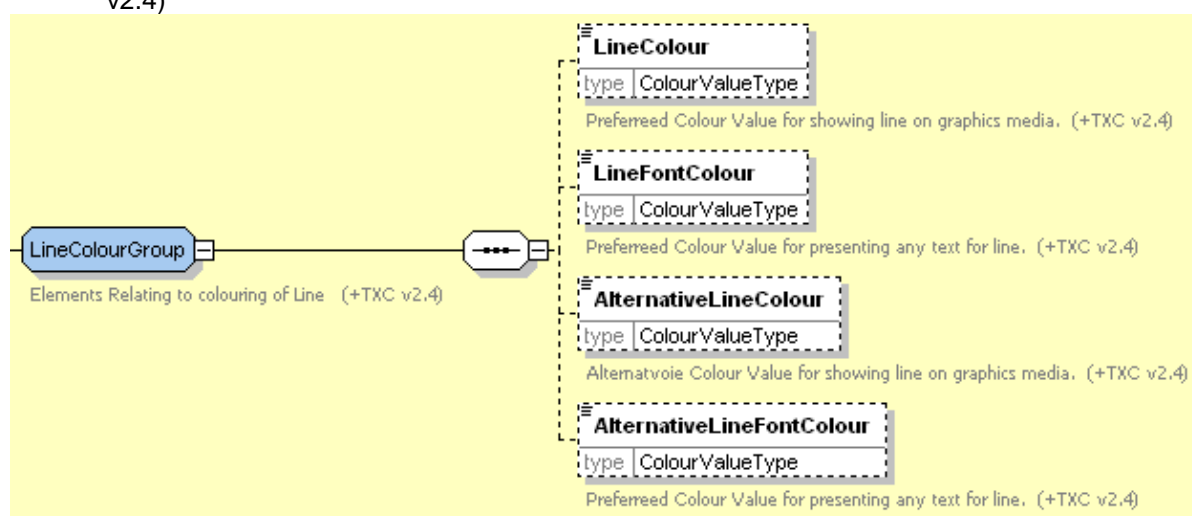 v2.4)
LineColour
type ColourValueType
Preferreed Colour Value for showing line on graphics media. (+TXC v2.4)
LineFontColour
type ColourValueType
Preferreed Colour Value for presenting any text for line. (+TXC v2.4)
LineColourGroup
Elements Relating to colouring of Line (+TXC v2.4)
AlternativeLineColour
type ColourValueType
Alternatvoie Colour Value for showing line on graphics media. (+TXC v2.4)
AlternativeLineFontColour
type ColourValueType
Preferreed Colour Value for presenting any text for line. (+TXC v2.4)